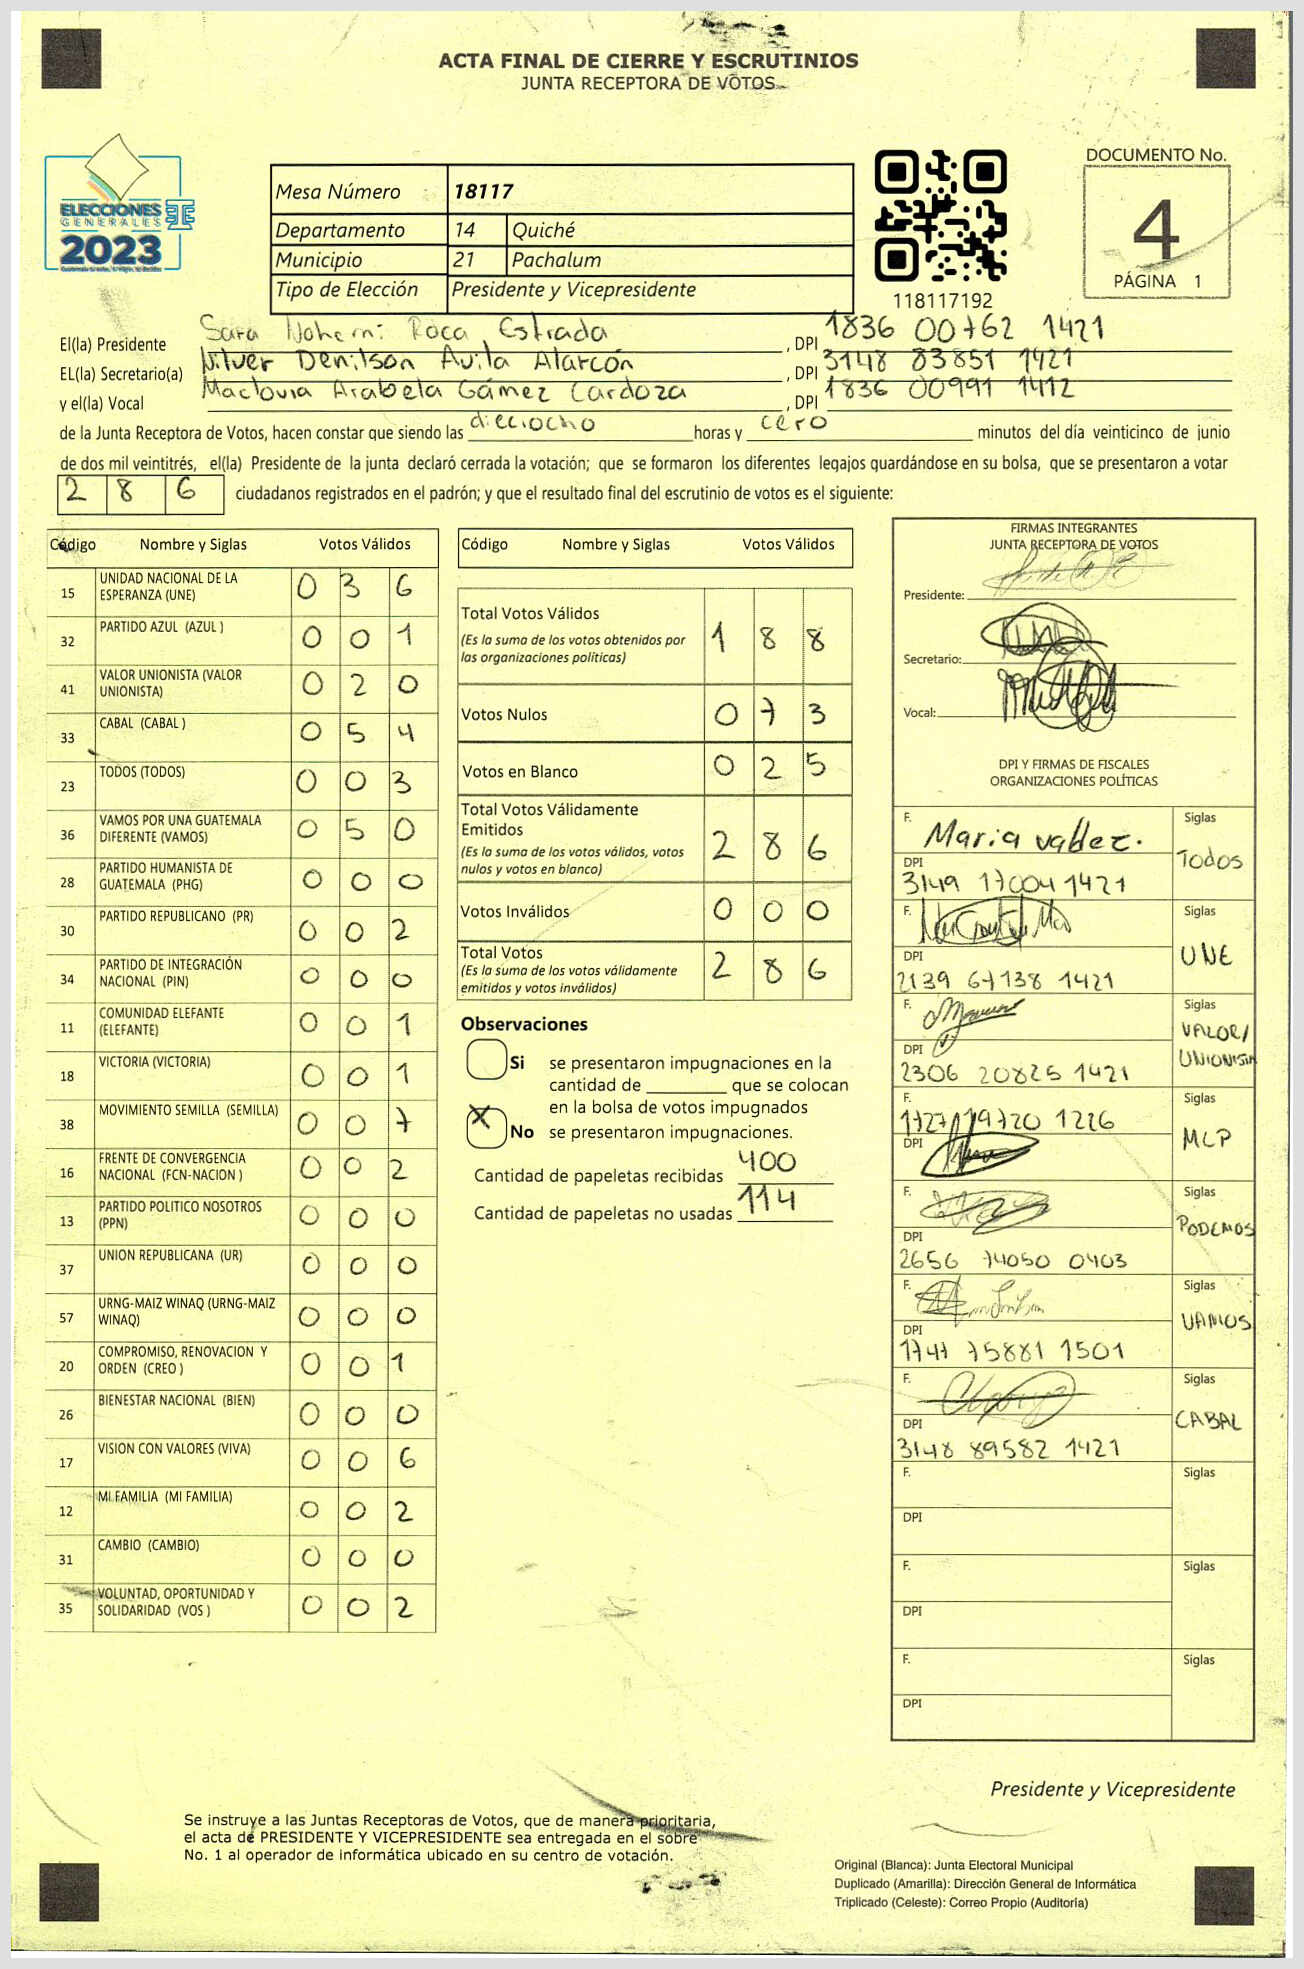 ACTA FINAL DE CIERRE Y ESCRUTINIOS
JUNTA RECEPTORA DE VOTOS
ELECCIONES
GENERALES
2023
Mesa Número 18117
Departamento 14 Quiché
Municipio 21 Pachalum
Tipo de Elección Presidente y Vicepresidente
118117192
DOCUMENTO No.
4
PÁGINA 1
El(la) Presidente Sara Nohemi Roca Estrada, DPI 1836 00762 1421
EL(la) Secretario(a) Nilver Denilson Avila Alarcón, DPI 3148 83851 1421
y el(la) Vocal Maclovia Arabela Gámez Cardoza, DPI 1836 00991 1412
de la Junta Receptora de Votos, hacen constar que siendo las dieciocho horas y cero minutos del día veinticinco de junio
de dos mil veintitrés, el(la) Presidente de la junta declaró cerrada la votación; que se formaron los diferentes legajos guardándose en su bolsa, que se presentaron a votar
2 8 6 ciudadanos registrados en el padrón; y que el resultado final del escrutinio de votos es el siguiente:
Código Nombre y Siglas Votos Válidos
15 UNIDAD NACIONAL DE LA ESPERANZA (UNE) 0 3 6
32 PARTIDO AZUL (AZUL ) 0 0 1
41 VALOR UNIONISTA (VALOR UNIONISTA) 0 2 0
33 CABAL (CABAL ) 0 5 4
23 TODOS (TODOS) 0 0 3
36 VAMOS POR UNA GUATEMALA DIFERENTE (VAMOS) 0 5 0
28 PARTIDO HUMANISTA DE GUATEMALA (PHG) 0 0 0
30 PARTIDO REPUBLICANO (PR) 0 0 2
34 PARTIDO DE INTEGRACIÓN NACIONAL (PIN) 0 0 0
11 COMUNIDAD ELEFANTE (ELEFANTE) 0 0 1
18 VICTORIA (VICTORIA) 0 0 1
38 MOVIMIENTO SEMILLA (SEMILLA) 0 0 7
16 FRENTE DE CONVERGENCIA NACIONAL (FCN-NACION ) 0 0 2
13 PARTIDO POLITICO NOSOTROS (PPN) 0 0 0
37 UNION REPUBLICANA (UR) 0 0 0
57 URNG-MAIZ WINAQ (URNG-MAIZ WINAQ) 0 0 0
20 COMPROMISO, RENOVACION Y ORDEN (CREO ) 0 0 1
26 BIENESTAR NACIONAL (BIEN) 0 0 0
17 VISION CON VALORES (VIVA) 0 0 6
12 MI FAMILIA (MI FAMILIA) 0 0 2
31 CAMBIO (CAMBIO) 0 0 0
35 VOLUNTAD, OPORTUNIDAD Y SOLIDARIDAD (VOS ) 0 0 2
Código Nombre y Siglas Votos Válidos
Total Votos Válidos 1 8 8
(Es la suma de los votos obtenidos por las organizaciones políticas)
Votos Nulos 0 7 3
Votos en Blanco 0 2 5
Total Votos Válidamente Emitidos 2 8 6
(Es la suma de los votos válidos, votos nulos y votos en blanco)
Votos Inválidos 0 0 0
Total Votos 2 8 6
(Es la suma de los votos válidamente emitidos y votos inválidos)
Observaciones
Si se presentaron impugnaciones en la
cantidad de ________ que se colocan
en la bolsa de votos impugnados
X No se presentaron impugnaciones.
Cantidad de papeletas recibidas 400
Cantidad de papeletas no usadas 114
FIRMAS INTEGRANTES
JUNTA RECEPTORA DE VOTOS
Presidente:
Secretario:
Vocal:
DPI Y FIRMAS DE FISCALES
ORGANIZACIONES POLÍTICAS
F. Maria valdez. Siglas Todos
DPI 3149 17004 1421
F. Siglas UNE
DPI 2139 67138 1421
F. Siglas VALOR/ UNIONISTA
DPI 2306 20825 1421
F. 1727 19720 1226 Siglas MLP
DPI
F. Siglas PODEMOS
DPI 2656 74050 0403
F. Siglas VAMOS
DPI 1747 75881 1501
F. Siglas CABAL
DPI 3148 89582 1421
F. Siglas
DPI
F. Siglas
DPI
F. Siglas
DPI
Presidente y Vicepresidente
Se instruye a las Juntas Receptoras de Votos, que de manera prioritaria,
el acta de PRESIDENTE Y VICEPRESIDENTE sea entregada en el sobre
No. 1 al operador de informática ubicado en su centro de votación.
Original (Blanca): Junta Electoral Municipal
Duplicado (Amarilla): Dirección General de Informática
Triplicado (Celeste): Correo Propio (Auditoría)